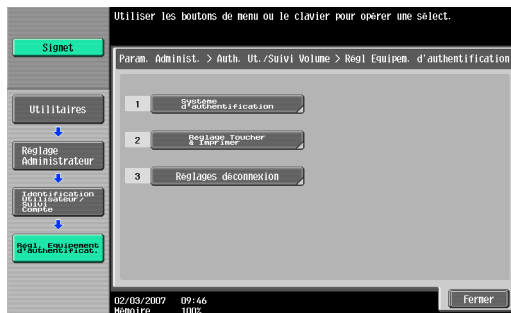 Utiliser les boutons de menu ou le clavier pour opérer une sélect.
Signet
Param. Administ. > Auth. Ut./Suivi Volume > Régl Equipem. d'authentification
Utilitaires
Réglage
Administrateur
Identification
Utilisateur/
Suivi
Compte
Régl. Equipement
d'authentificat.
1 Système
d'authentification
2 Réglage Toucher
& Imprimer
3 Réglages déconnexion
02/03/2007 09:46
Mémoire 100%
Fermer